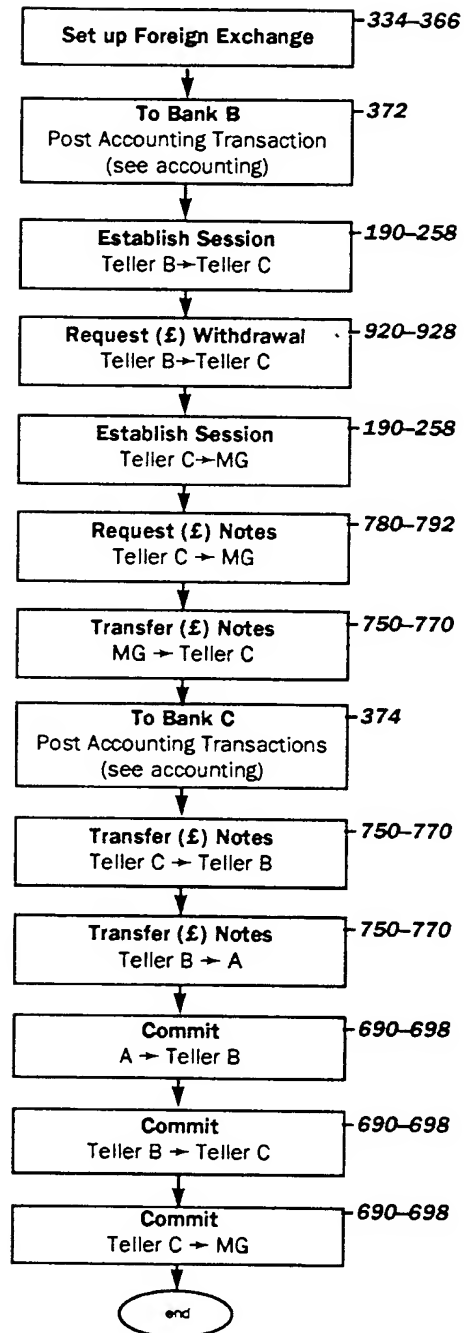 Set up Foreign Exchange
334–366
To Bank B
372
Post Accounting Transaction
(see accounting)
Establish Session
190–258
Teller B→Teller C
Request (£) Withdrawal
920–928
Teller B→Teller C
Establish Session
190–258
Teller C→MG
Request (£) Notes
780–792
Teller C → MG
Transfer (£) Notes
750–770
MG → Teller C
To Bank C
374
Post Accounting Transactions
(see accounting)
Transfer (£) Notes
750–770
Teller C → Teller B
Transfer (£) Notes
750–770
Teller B → A
Commit
690–698
A → Teller B
Commit
690–698
Teller B → Teller C
Commit
690–698
Teller C → MG
end